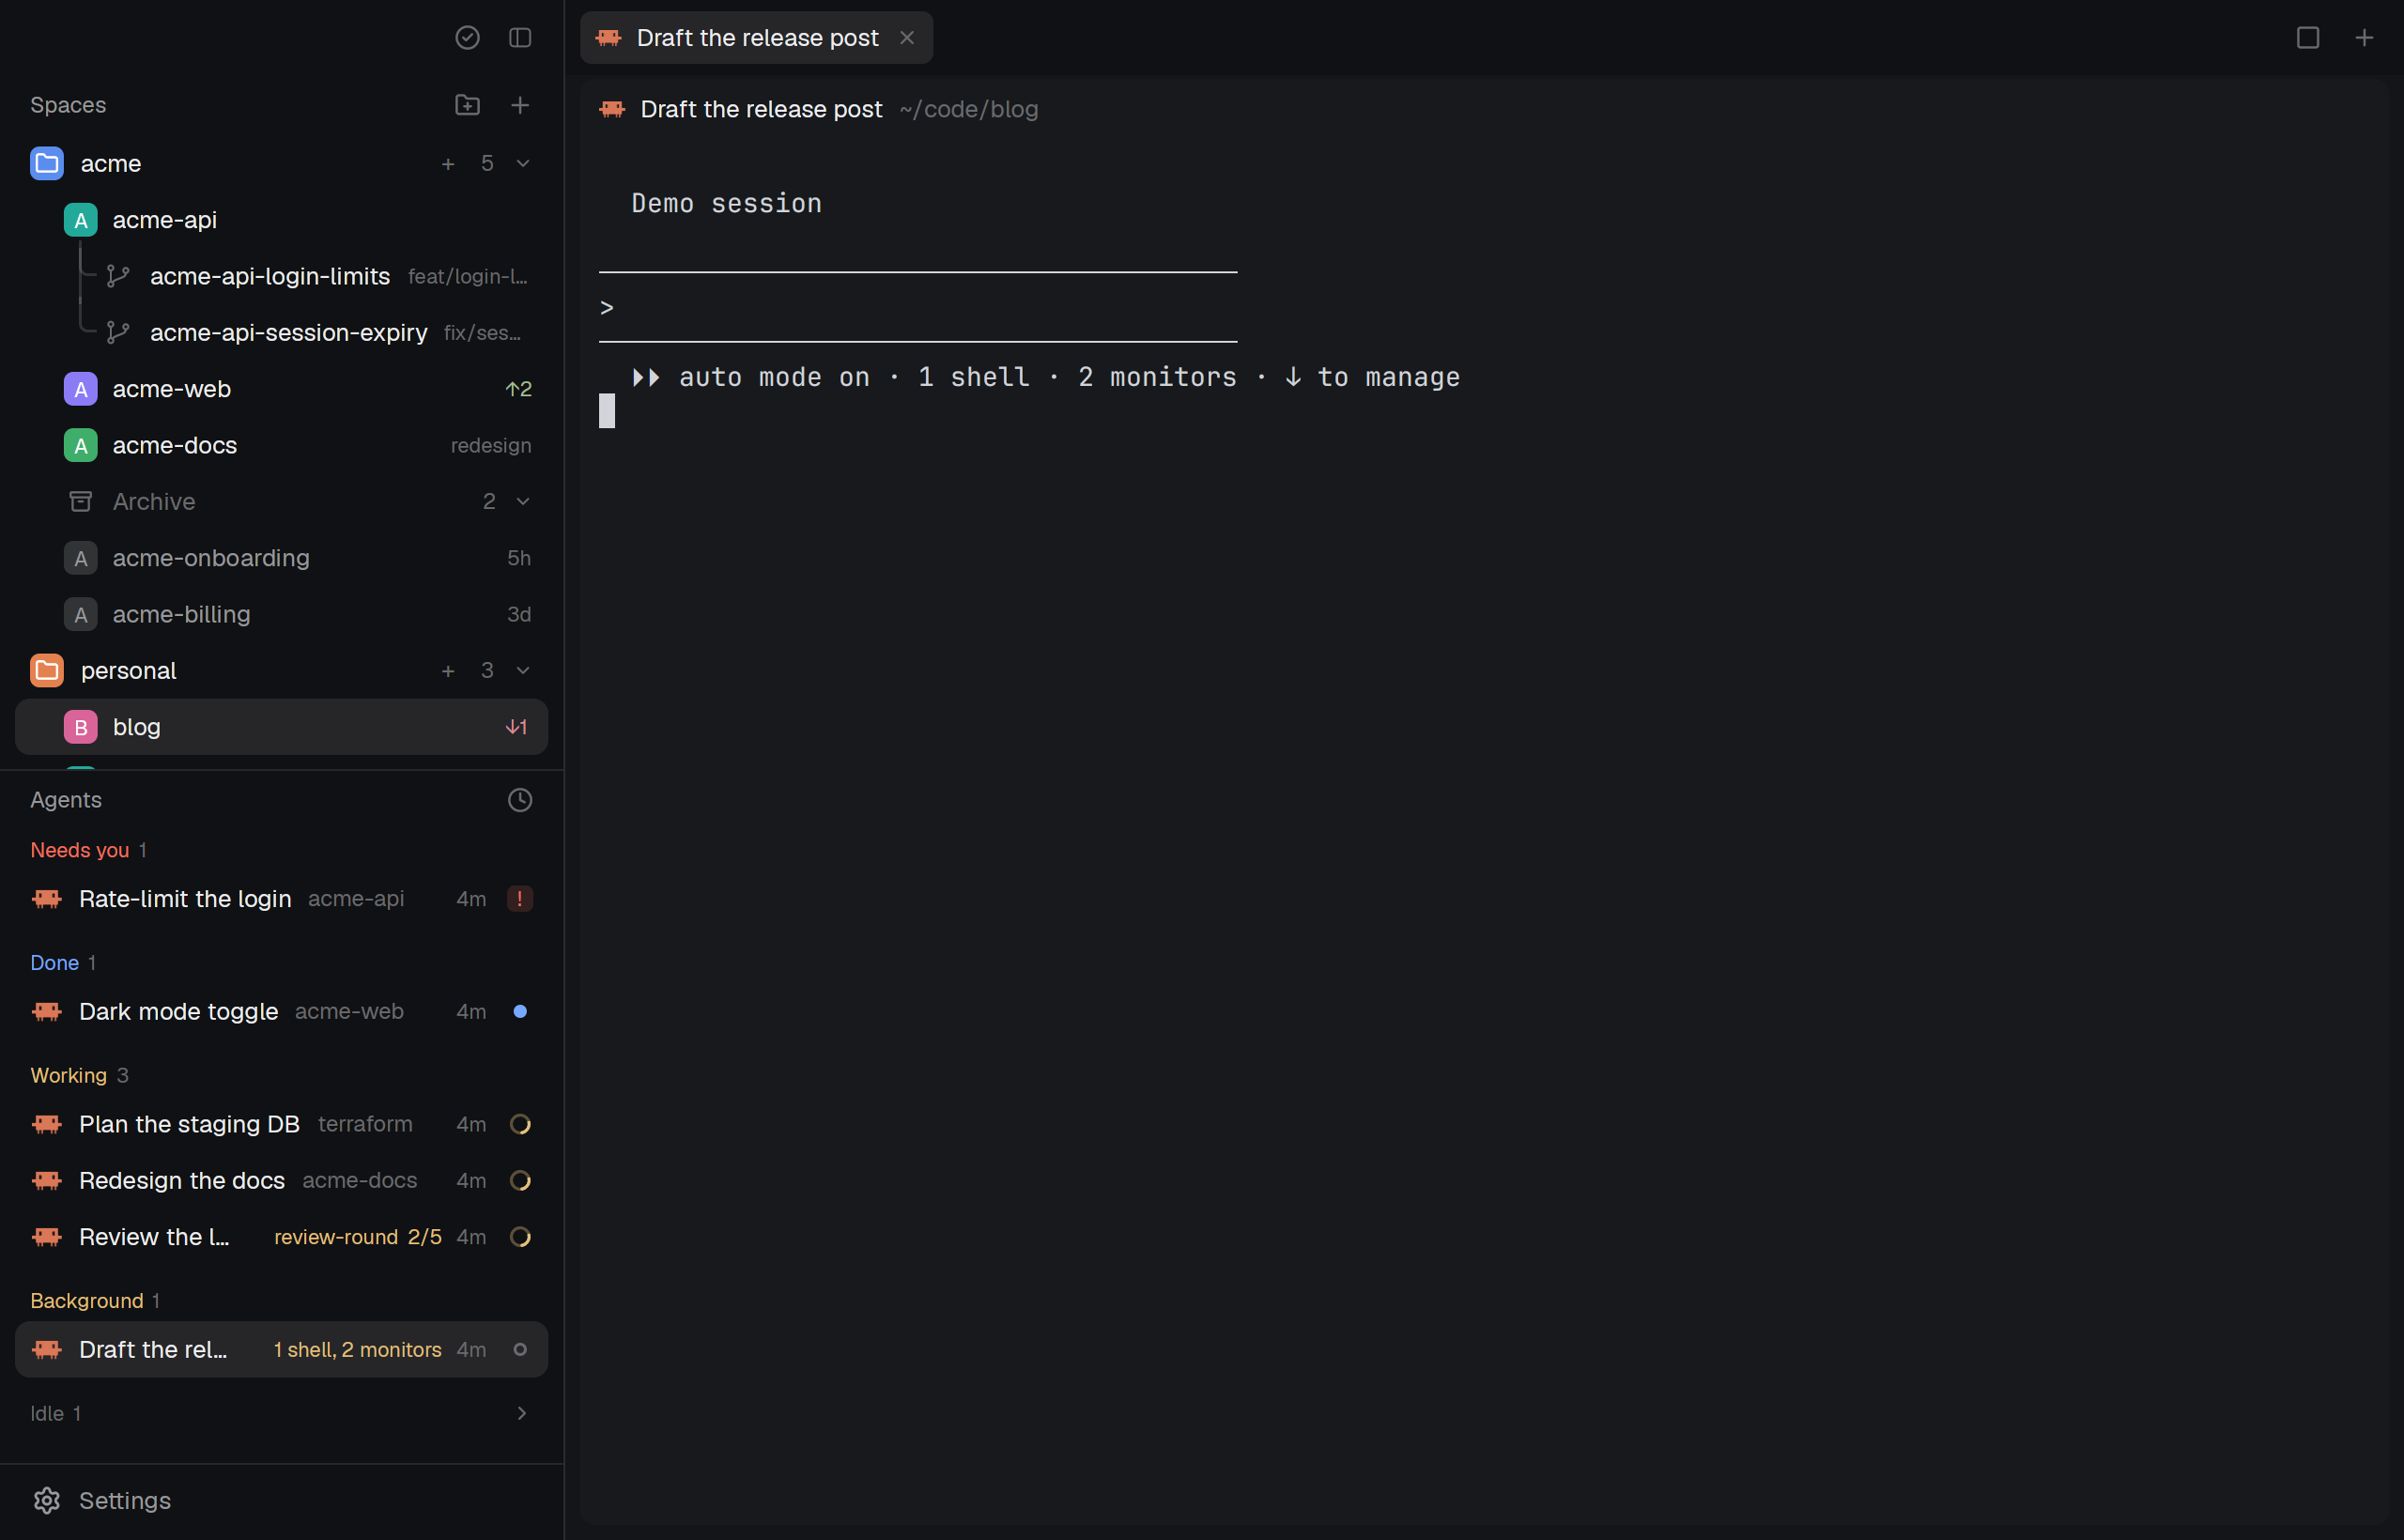 Draft the release post
Spaces
acme + 5
A acme-api
acme-api-login-limits feat/login-l...
acme-api-session-expiry fix/ses...
A acme-web ↑2
A acme-docs redesign
Archive 2
A acme-onboarding 5h
A acme-billing 3d
personal + 3
B blog ↓1
Agents
Needs you 1
Rate-limit the login acme-api 4m !
Done 1
Dark mode toggle acme-web 4m
Working 3
Plan the staging DB terraform 4m
Redesign the docs acme-docs 4m
Review the l... review-round 2/5 4m
Background 1
Draft the rel... 1 shell, 2 monitors 4m
Idle 1
Settings
Draft the release post ~/code/blog
Demo session
>
auto mode on · 1 shell · 2 monitors · ↓ to manage